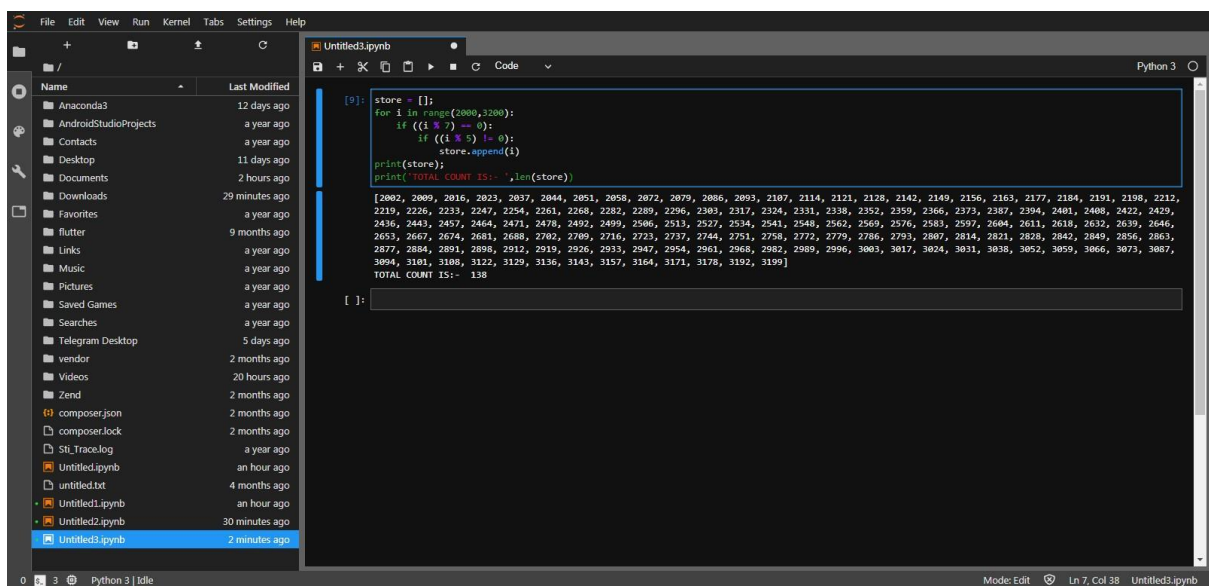 File Edit View Run Kernel Tabs Settings Help
/
Name Last Modified
Anaconda3 12 days ago
AndroidStudioProjects a year ago
Contacts a year ago
Desktop 11 days ago
Documents 2 hours ago
Downloads 29 minutes ago
Favorites a year ago
flutter 9 months ago
Links a year ago
Music a year ago
Pictures a year ago
Saved Games a year ago
Searches a year ago
Telegram Desktop 5 days ago
vendor 2 months ago
Videos 20 hours ago
Zend 2 months ago
composer.json 2 months ago
composer.lock 2 months ago
Sti_Trace.log a year ago
Untitled.ipynb an hour ago
untitled.txt 4 months ago
Untitled1.ipynb an hour ago
Untitled2.ipynb 30 minutes ago
Untitled3.ipynb 2 minutes ago
Untitled3.ipynb
Code Python 3
[9]: store = [];
for i in range(2000,3200):
if ((i % 7) == 0):
if ((i % 5) != 0):
store.append(i)
print(store);
print('TOTAL COUNT IS:- ',len(store))
[2002, 2009, 2016, 2023, 2037, 2044, 2051, 2058, 2072, 2079, 2086, 2093, 2107, 2114, 2121, 2128, 2142, 2149, 2156, 2163, 2177, 2184, 2191, 2198, 2212,
2219, 2226, 2233, 2247, 2254, 2261, 2268, 2282, 2289, 2296, 2303, 2317, 2324, 2331, 2338, 2352, 2359, 2366, 2373, 2387, 2394, 2401, 2408, 2422, 2429,
2436, 2443, 2457, 2464, 2471, 2478, 2492, 2499, 2506, 2513, 2527, 2534, 2541, 2548, 2562, 2569, 2576, 2583, 2597, 2604, 2611, 2618, 2632, 2639, 2646,
2653, 2667, 2674, 2681, 2688, 2702, 2709, 2716, 2723, 2737, 2744, 2751, 2758, 2772, 2779, 2786, 2793, 2807, 2814, 2821, 2828, 2842, 2849, 2856, 2863,
2877, 2884, 2891, 2898, 2912, 2919, 2926, 2933, 2947, 2954, 2961, 2968, 2982, 2989, 2996, 3003, 3017, 3024, 3031, 3038, 3052, 3059, 3066, 3073, 3087,
3094, 3101, 3108, 3122, 3129, 3136, 3143, 3157, 3164, 3171, 3178, 3192, 3199]
TOTAL COUNT IS:- 138
[ ]:
0 3 Python 3 | Idle Mode: Edit Ln 7, Col 38 Untitled3.ipynb